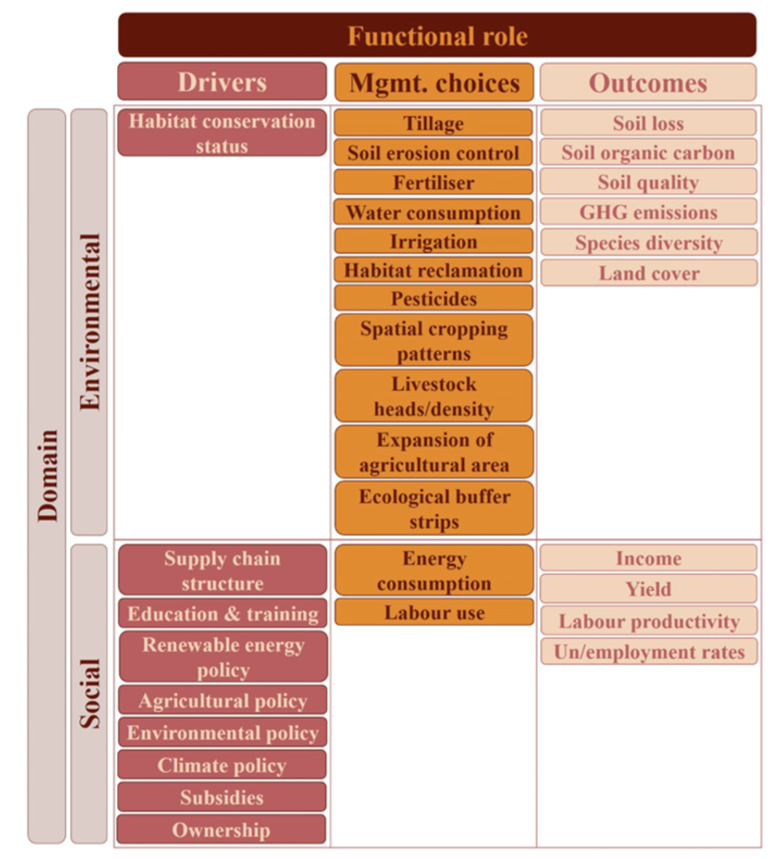 Functional role
Drivers
Mgmt. choices
Outcomes
Domain
Environmental
Habitat conservation
status
Tillage
Soil erosion control
Fertiliser
Water consumption
Irrigation
Habitat reclamation
Pesticides
Spatial cropping
patterns
Livestock
heads/density
Expansion of
agricultural area
Ecological buffer
strips
Soil loss
Soil organic carbon
Soil quality
GHG emissions
Species diversity
Land cover
Social
Supply chain
structure
Education & training
Renewable energy
policy
Agricultural policy
Environmental policy
Climate policy
Subsidies
Ownership
Energy
consumption
Labour use
Income
Yield
Labour productivity
Un/employment rates